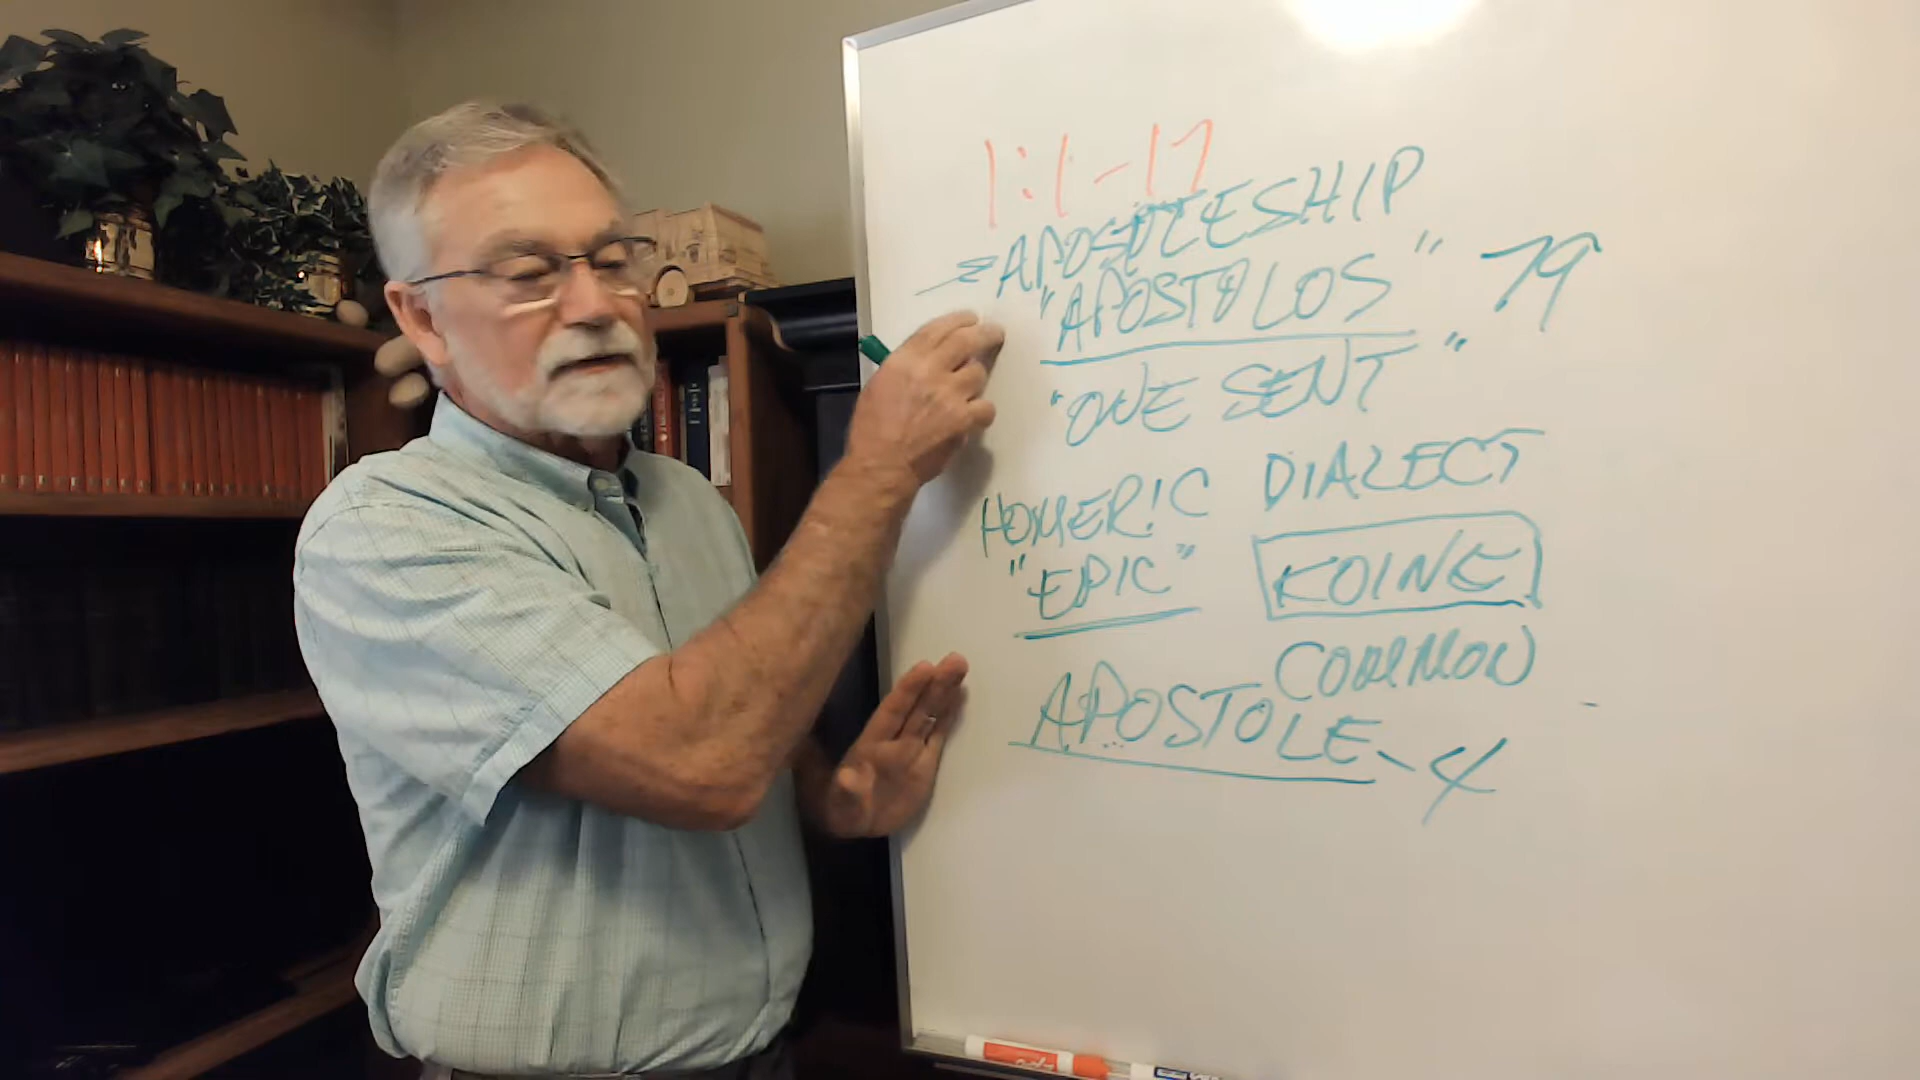 1:1-17
APOSTLESHIP
"APOSTOLOS" 79
"ONE SENT"
HOMERIC DIALECT
"EPIC" KOINE
COMMON
APOSTOLE - 4